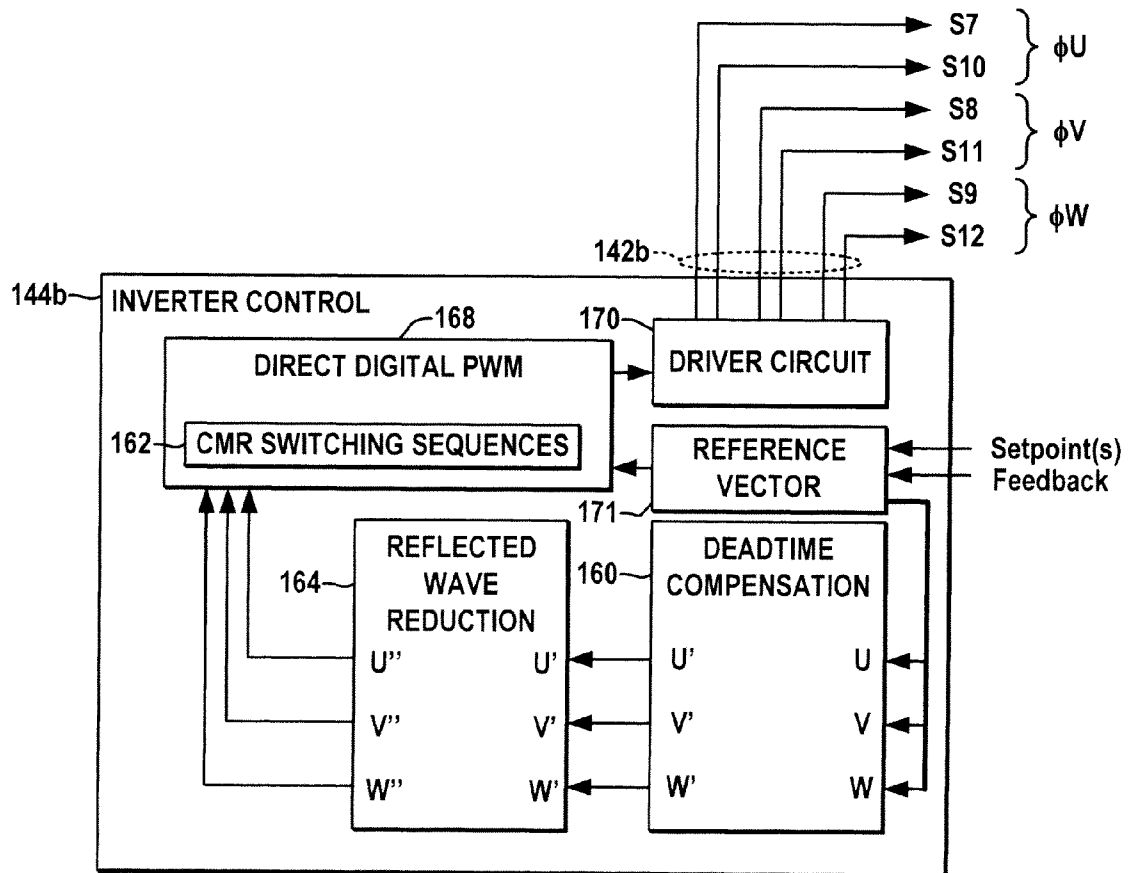 S7
S10
ϕU
S8
S11
ϕV
S9
S12
ϕW
142b
144b
INVERTER CONTROL
168
DIRECT DIGITAL PWM
162
CMR SWITCHING SEQUENCES
170
DRIVER CIRCUIT
REFERENCE
VECTOR
171
Setpoint(s)
Feedback
164
REFLECTED
WAVE
REDUCTION
U'' U'
V'' V'
W'' W'
160
DEADTIME
COMPENSATION
U' U
V' V
W' W